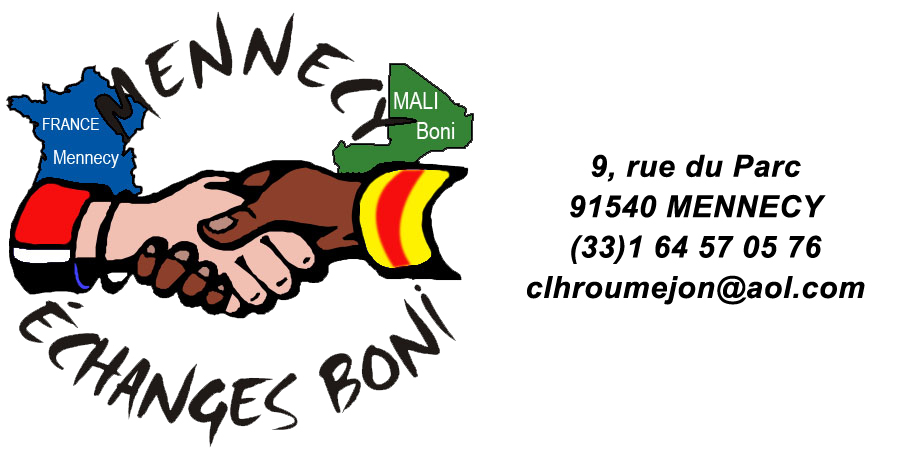 MENNECY
FRANCE
Mennecy
MALI
Boni
ÉCHANGES BONI
9, rue du Parc
91540 MENNECY
(33)1 64 57 05 76
clhroumejon@aol.com